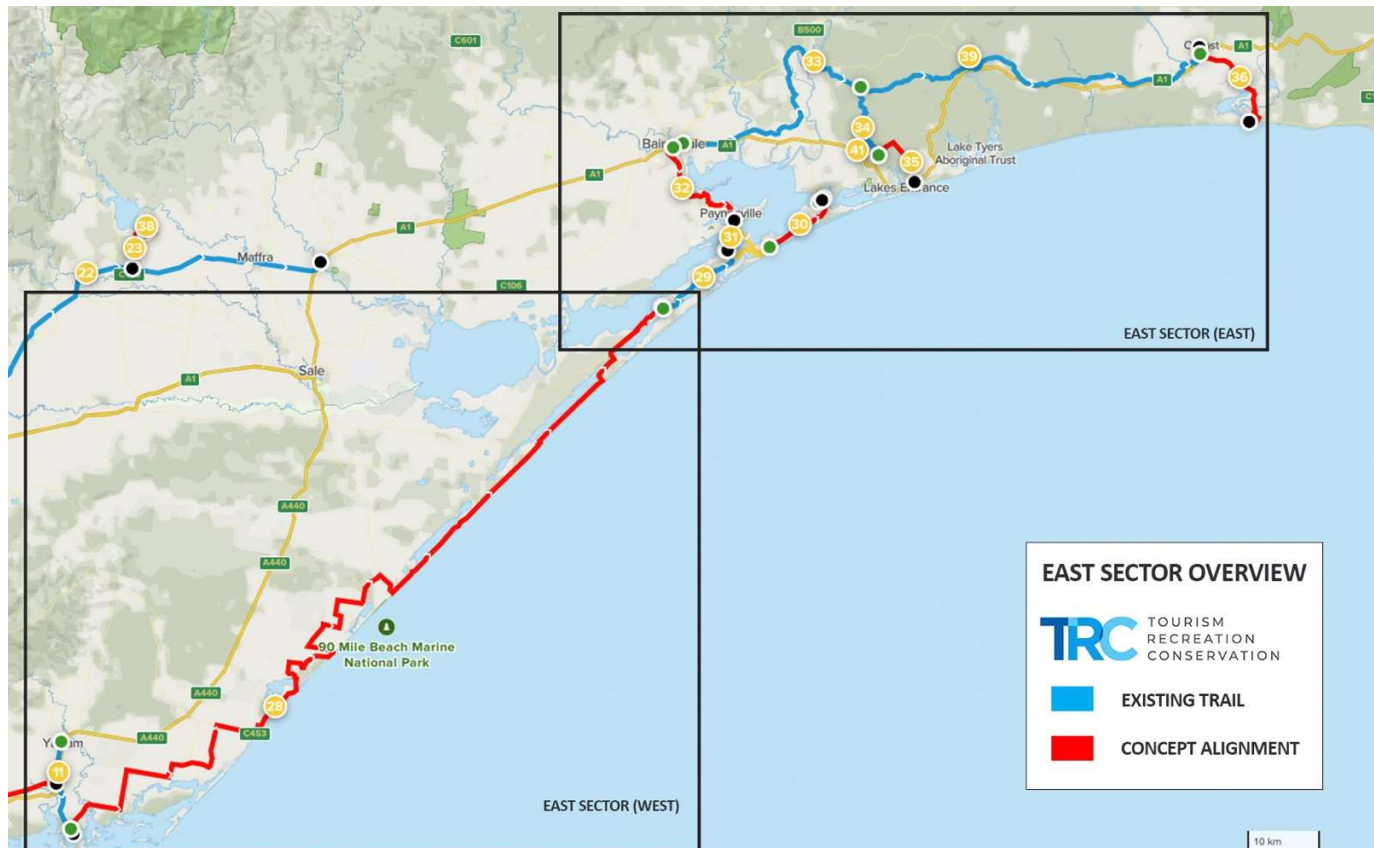 B500
C601
A1
33
39
36
34
41
35
Lake Tyers
Aboriginal Trust
A1
A1
A1
32
Lakes
30
31
29
38
23
22
Maffra
A1
C106
EAST SECTOR (EAST)
Sale
A1
A440
A440
90 Mile Beach Marine
National Park
A440
28
A440
C453
11
EAST SECTOR (WEST)
EAST SECTOR OVERVIEW
TRC
TOURISM
RECREATION
CONSERVATION
EXISTING TRAIL
CONCEPT ALIGNMENT
10 km